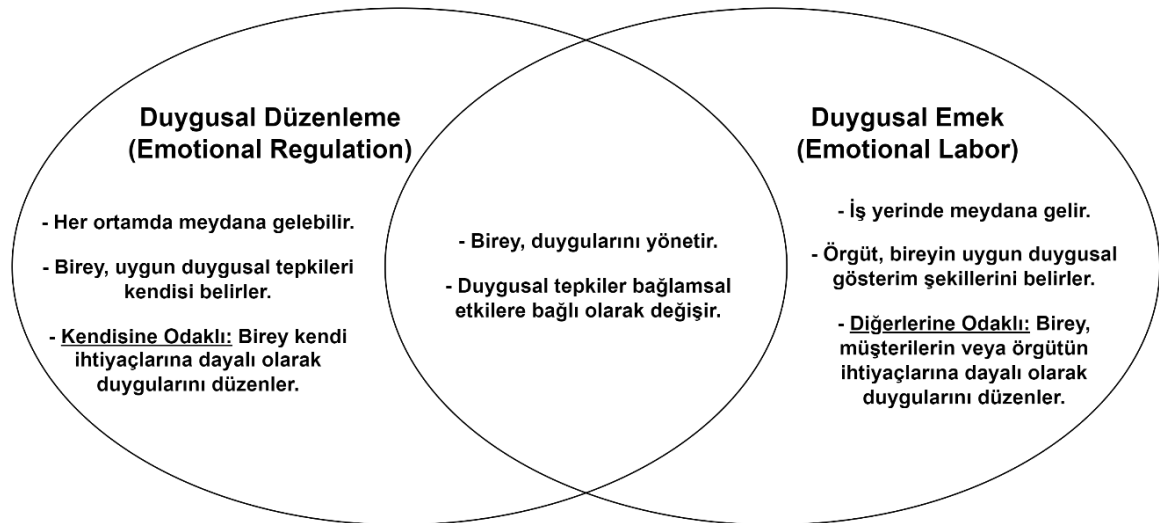 Duygusal Düzenleme
(Emotional Regulation)
- Her ortamda meydana gelebilir.
- Birey, uygun duygusal tepkileri
kendisi belirler.
- Kendisine Odaklı: Birey kendi
ihtiyaçlarına dayalı olarak
duygularını düzenler.
- Birey, duygularını yönetir.
- Duygusal tepkiler bağlamsal
etkilere bağlı olarak değişir.
Duygusal Emek
(Emotional Labor)
- İş yerinde meydana gelir.
- Örgüt, bireyin uygun duygusal
gösterim şekillerini belirler.
- Diğerlerine Odaklı: Birey,
müşterilerin veya örgütün
ihtiyaçlarına dayalı olarak
duygularını düzenler.